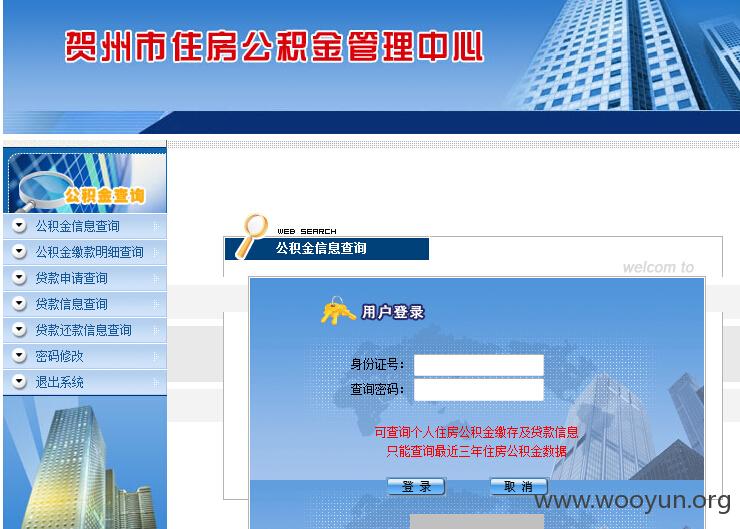 贺州市住房公积金管理中心
公积金查询
公积金信息查询
公积金缴款明细查询
贷款申请查询
贷款信息查询
贷款还款信息查询
密码修改
退出系统
WEB SEARCH
公积金信息查询
welcom to
用户登录
身份证号：
查询密码：
可查询个人住房公积金缴存及贷款信息
只能查询最近三年住房公积金数据
登 录
取 消
www.wooyun.org